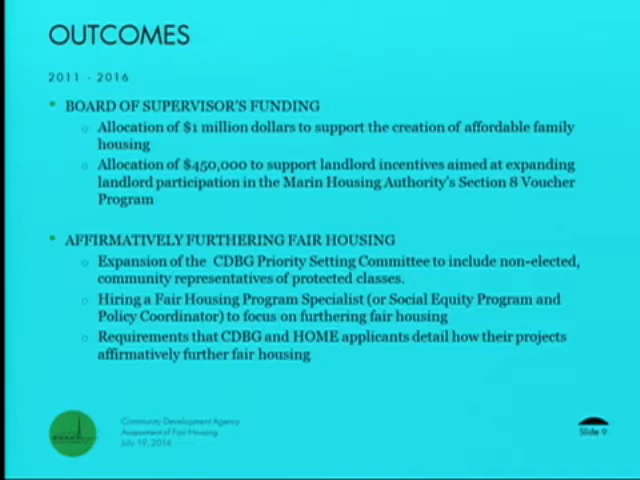 OUTCOMES
2011 - 2016
• BOARD OF SUPERVISOR'S FUNDING
o Allocation of $1 million dollars to support the creation of affordable family
housing
o Allocation of $450,000 to support landlord incentives aimed at expanding
landlord participation in the Marin Housing Authority's Section 8 Voucher
Program
• AFFIRMATIVELY FURTHERING FAIR HOUSING
o Expansion of the CDBG Priority Setting Committee to include non-elected,
community representatives of protected classes.
o Hiring a Fair Housing Program Specialist (or Social Equity Program and
Policy Coordinator) to focus on furthering fair housing
o Requirements that CDBG and HOME applicants detail how their projects
affirmatively further fair housing
Community Development Agency
Assessment of Fair Housing
July 19, 2016
Slide 9